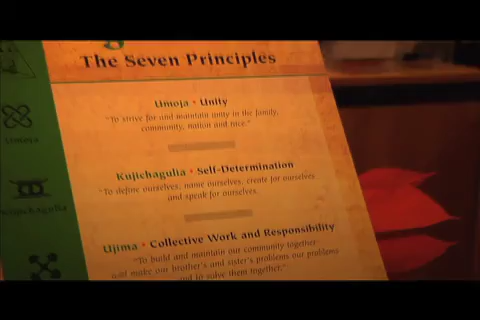 The Seven Principles
Umoja • Unity
"To strive for and maintain unity in the family,
community, nation and race."
Kujichagulia • Self-Determination
"To define ourselves, name ourselves, create for ourselves
and speak for ourselves.
Ujima • Collective Work and Responsibility
"To build and maintain our community together
and make our brother's and sister's problems our problems
and to solve them together."
Umoja
Kujichagulia